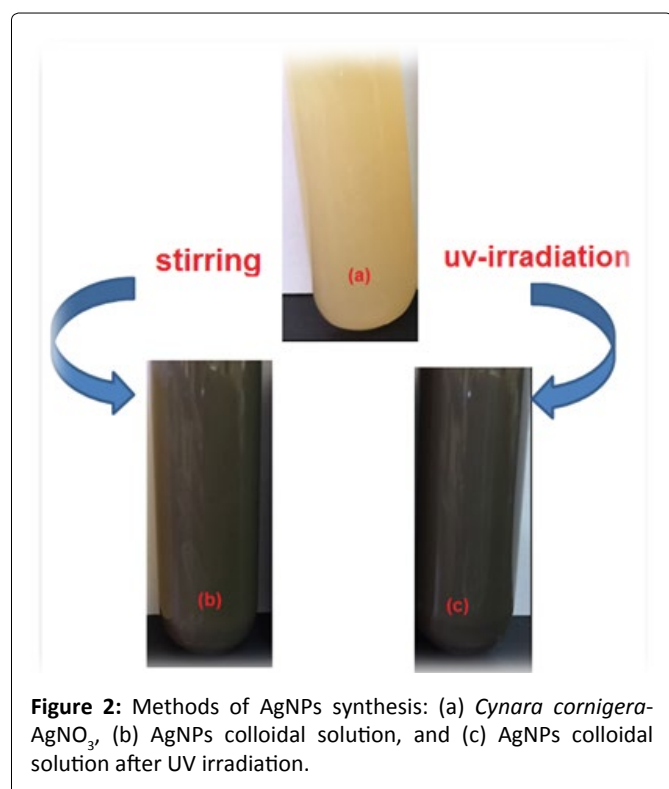 stirring
(a)
uv-irradiation
(b)
(c)
Figure 2: Methods of AgNPs synthesis: (a) Cynara cornigera-
AgNO₃, (b) AgNPs colloidal solution, and (c) AgNPs colloidal
solution after UV irradiation.